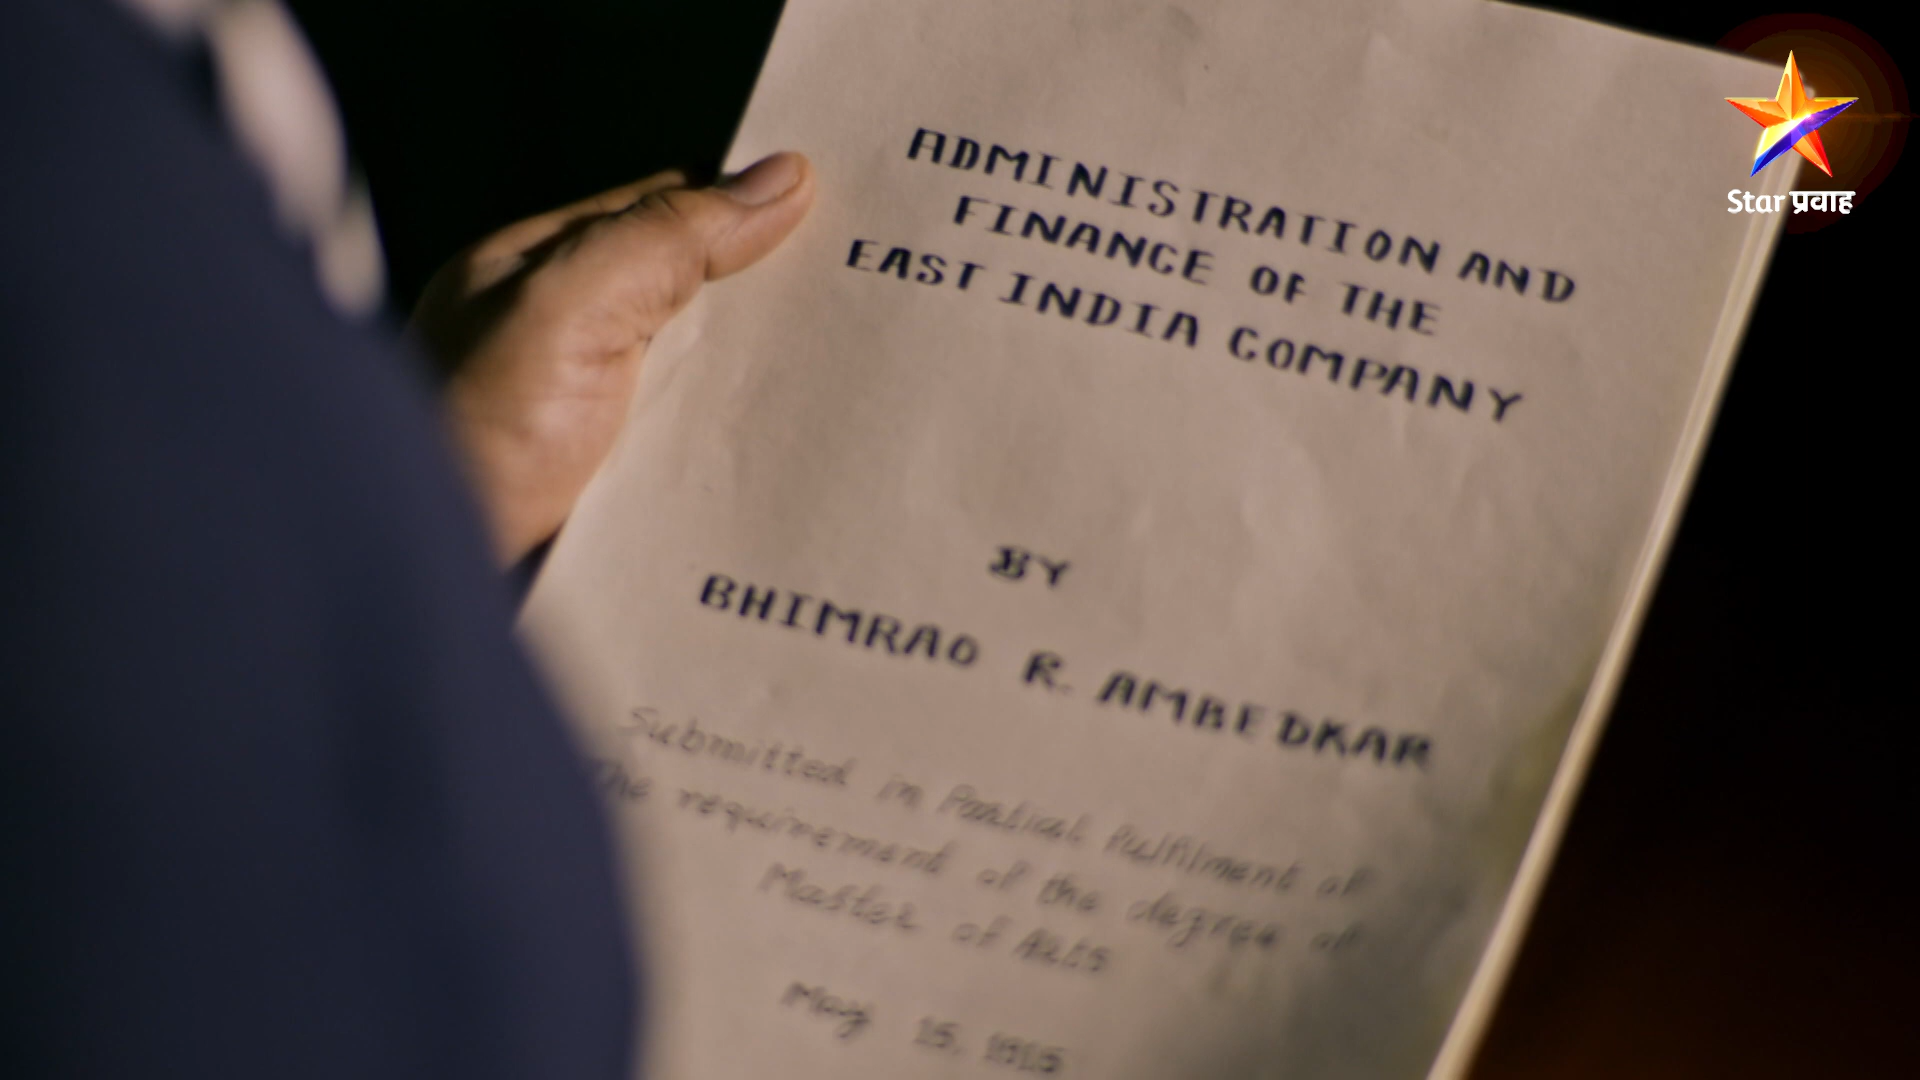 Star प्रवाह
ADMINISTRATION AND
FINANCE OF THE
EAST INDIA COMPANY
BY
BHIMRAO R. AMBEDKAR
Submitted in Partical Fulfilment of
The requirement of the degree of
Master of Arts
May 15, 1915